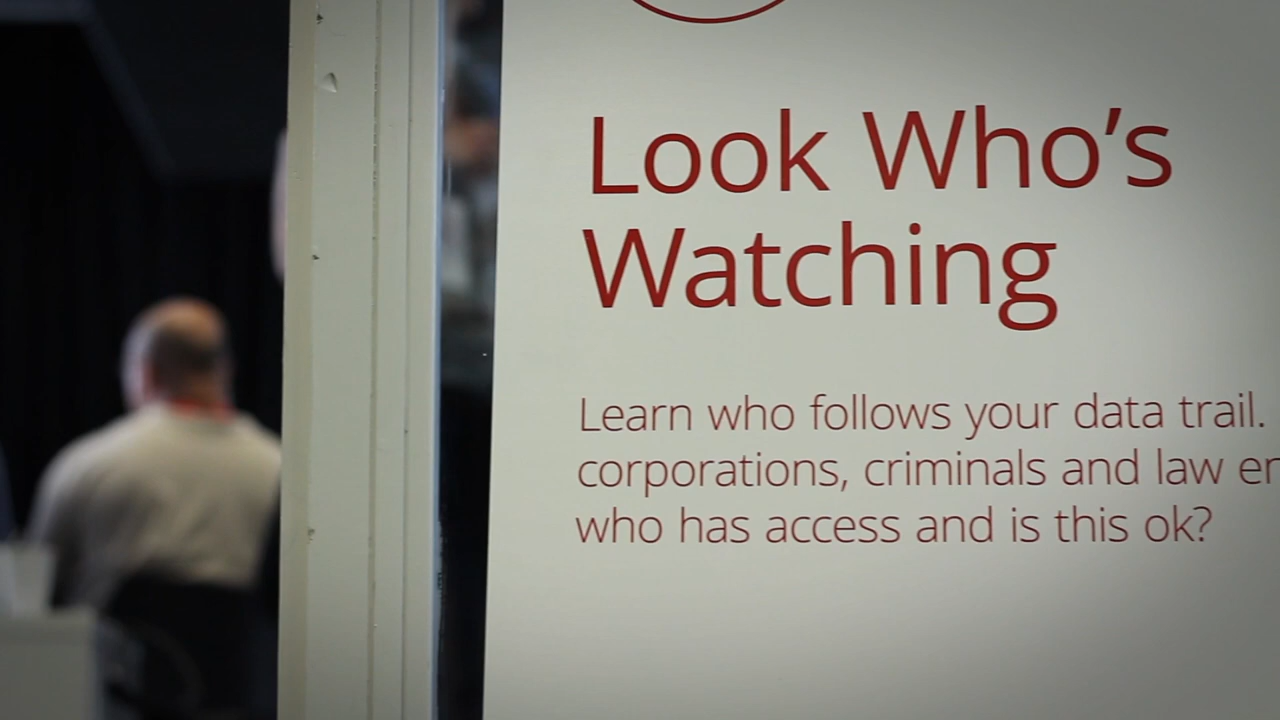 Look Who’s
Watching
Learn who follows your data trail.
corporations, criminals and law
who has access and is this ok?